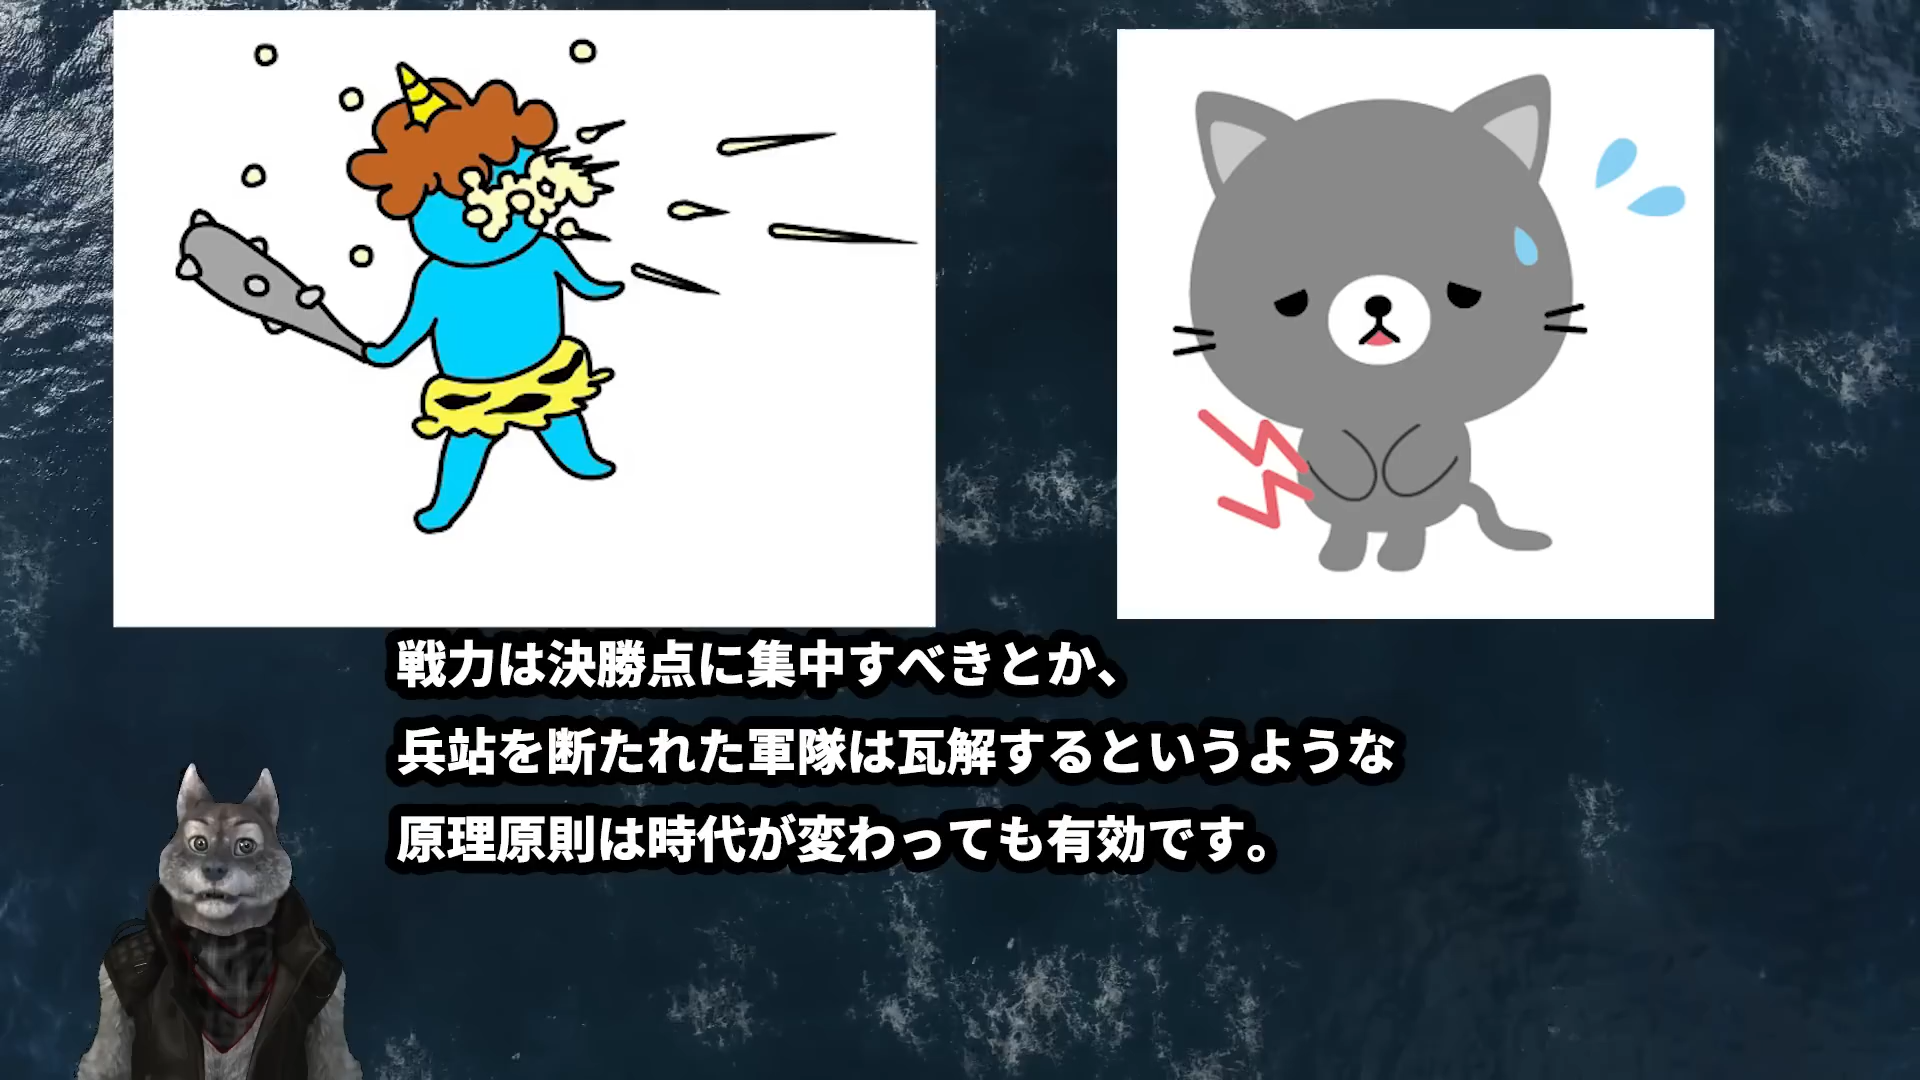 戦力は決勝点に集中すべきとか、
兵站を断たれた軍隊は瓦解するというような
原理原則は時代が変わっても有効です。